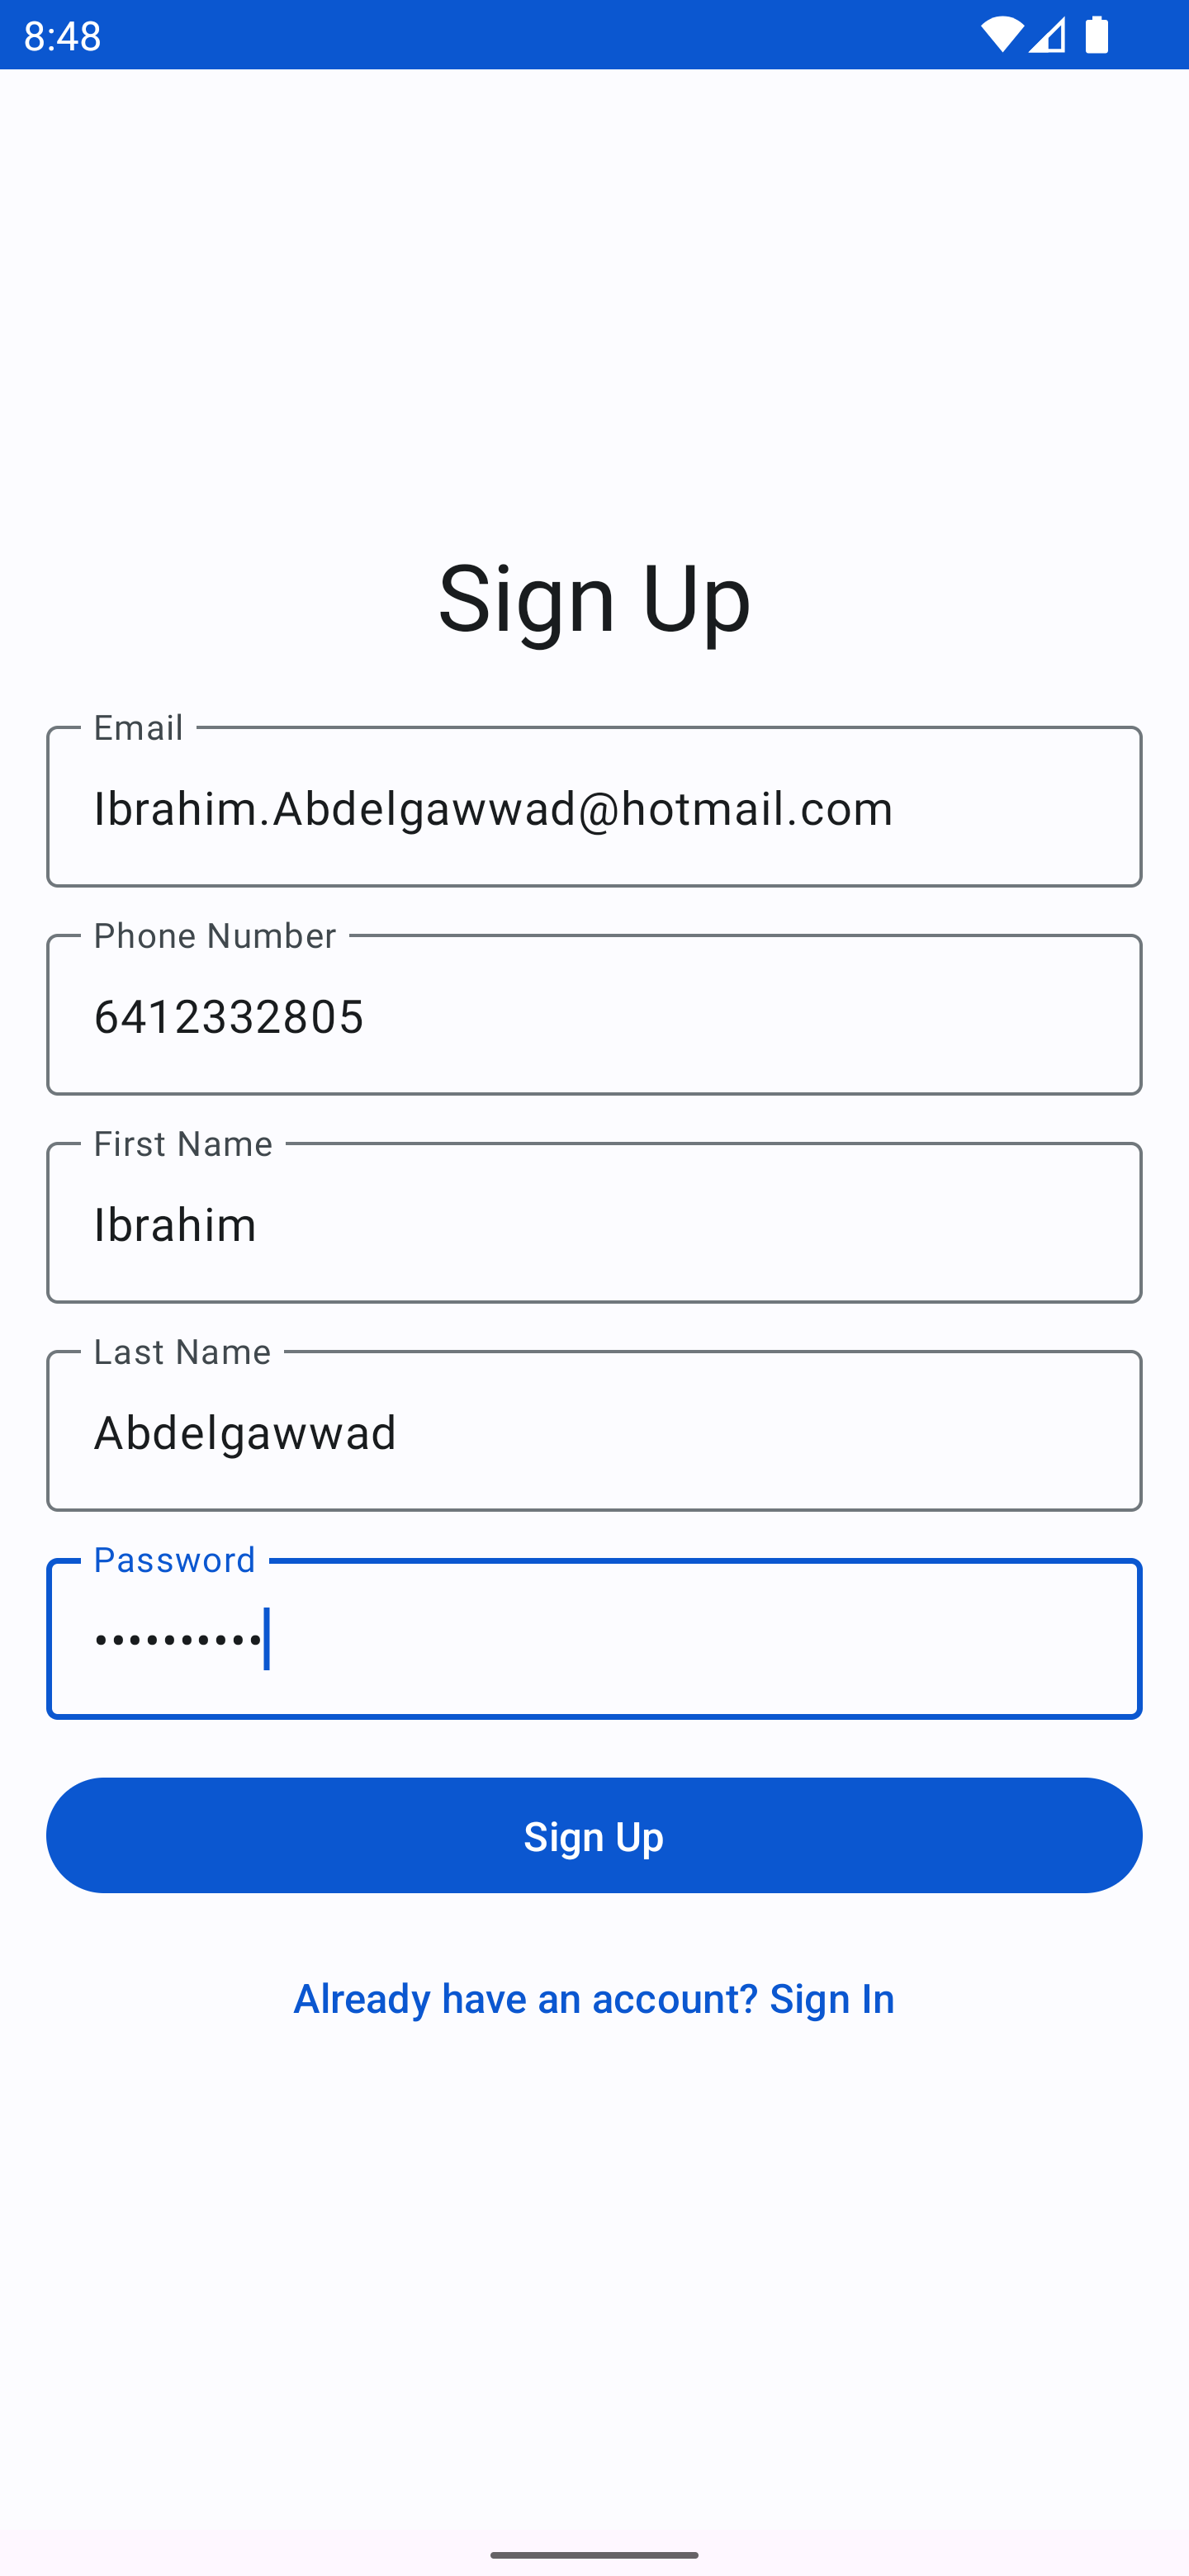 8:48
Sign Up
Email
Ibrahim.Abdelgawwad@hotmail.com
Phone Number
6412332805
First Name
Ibrahim
Last Name
Abdelgawwad
Password
••••••••••
Sign Up
Already have an account? Sign In